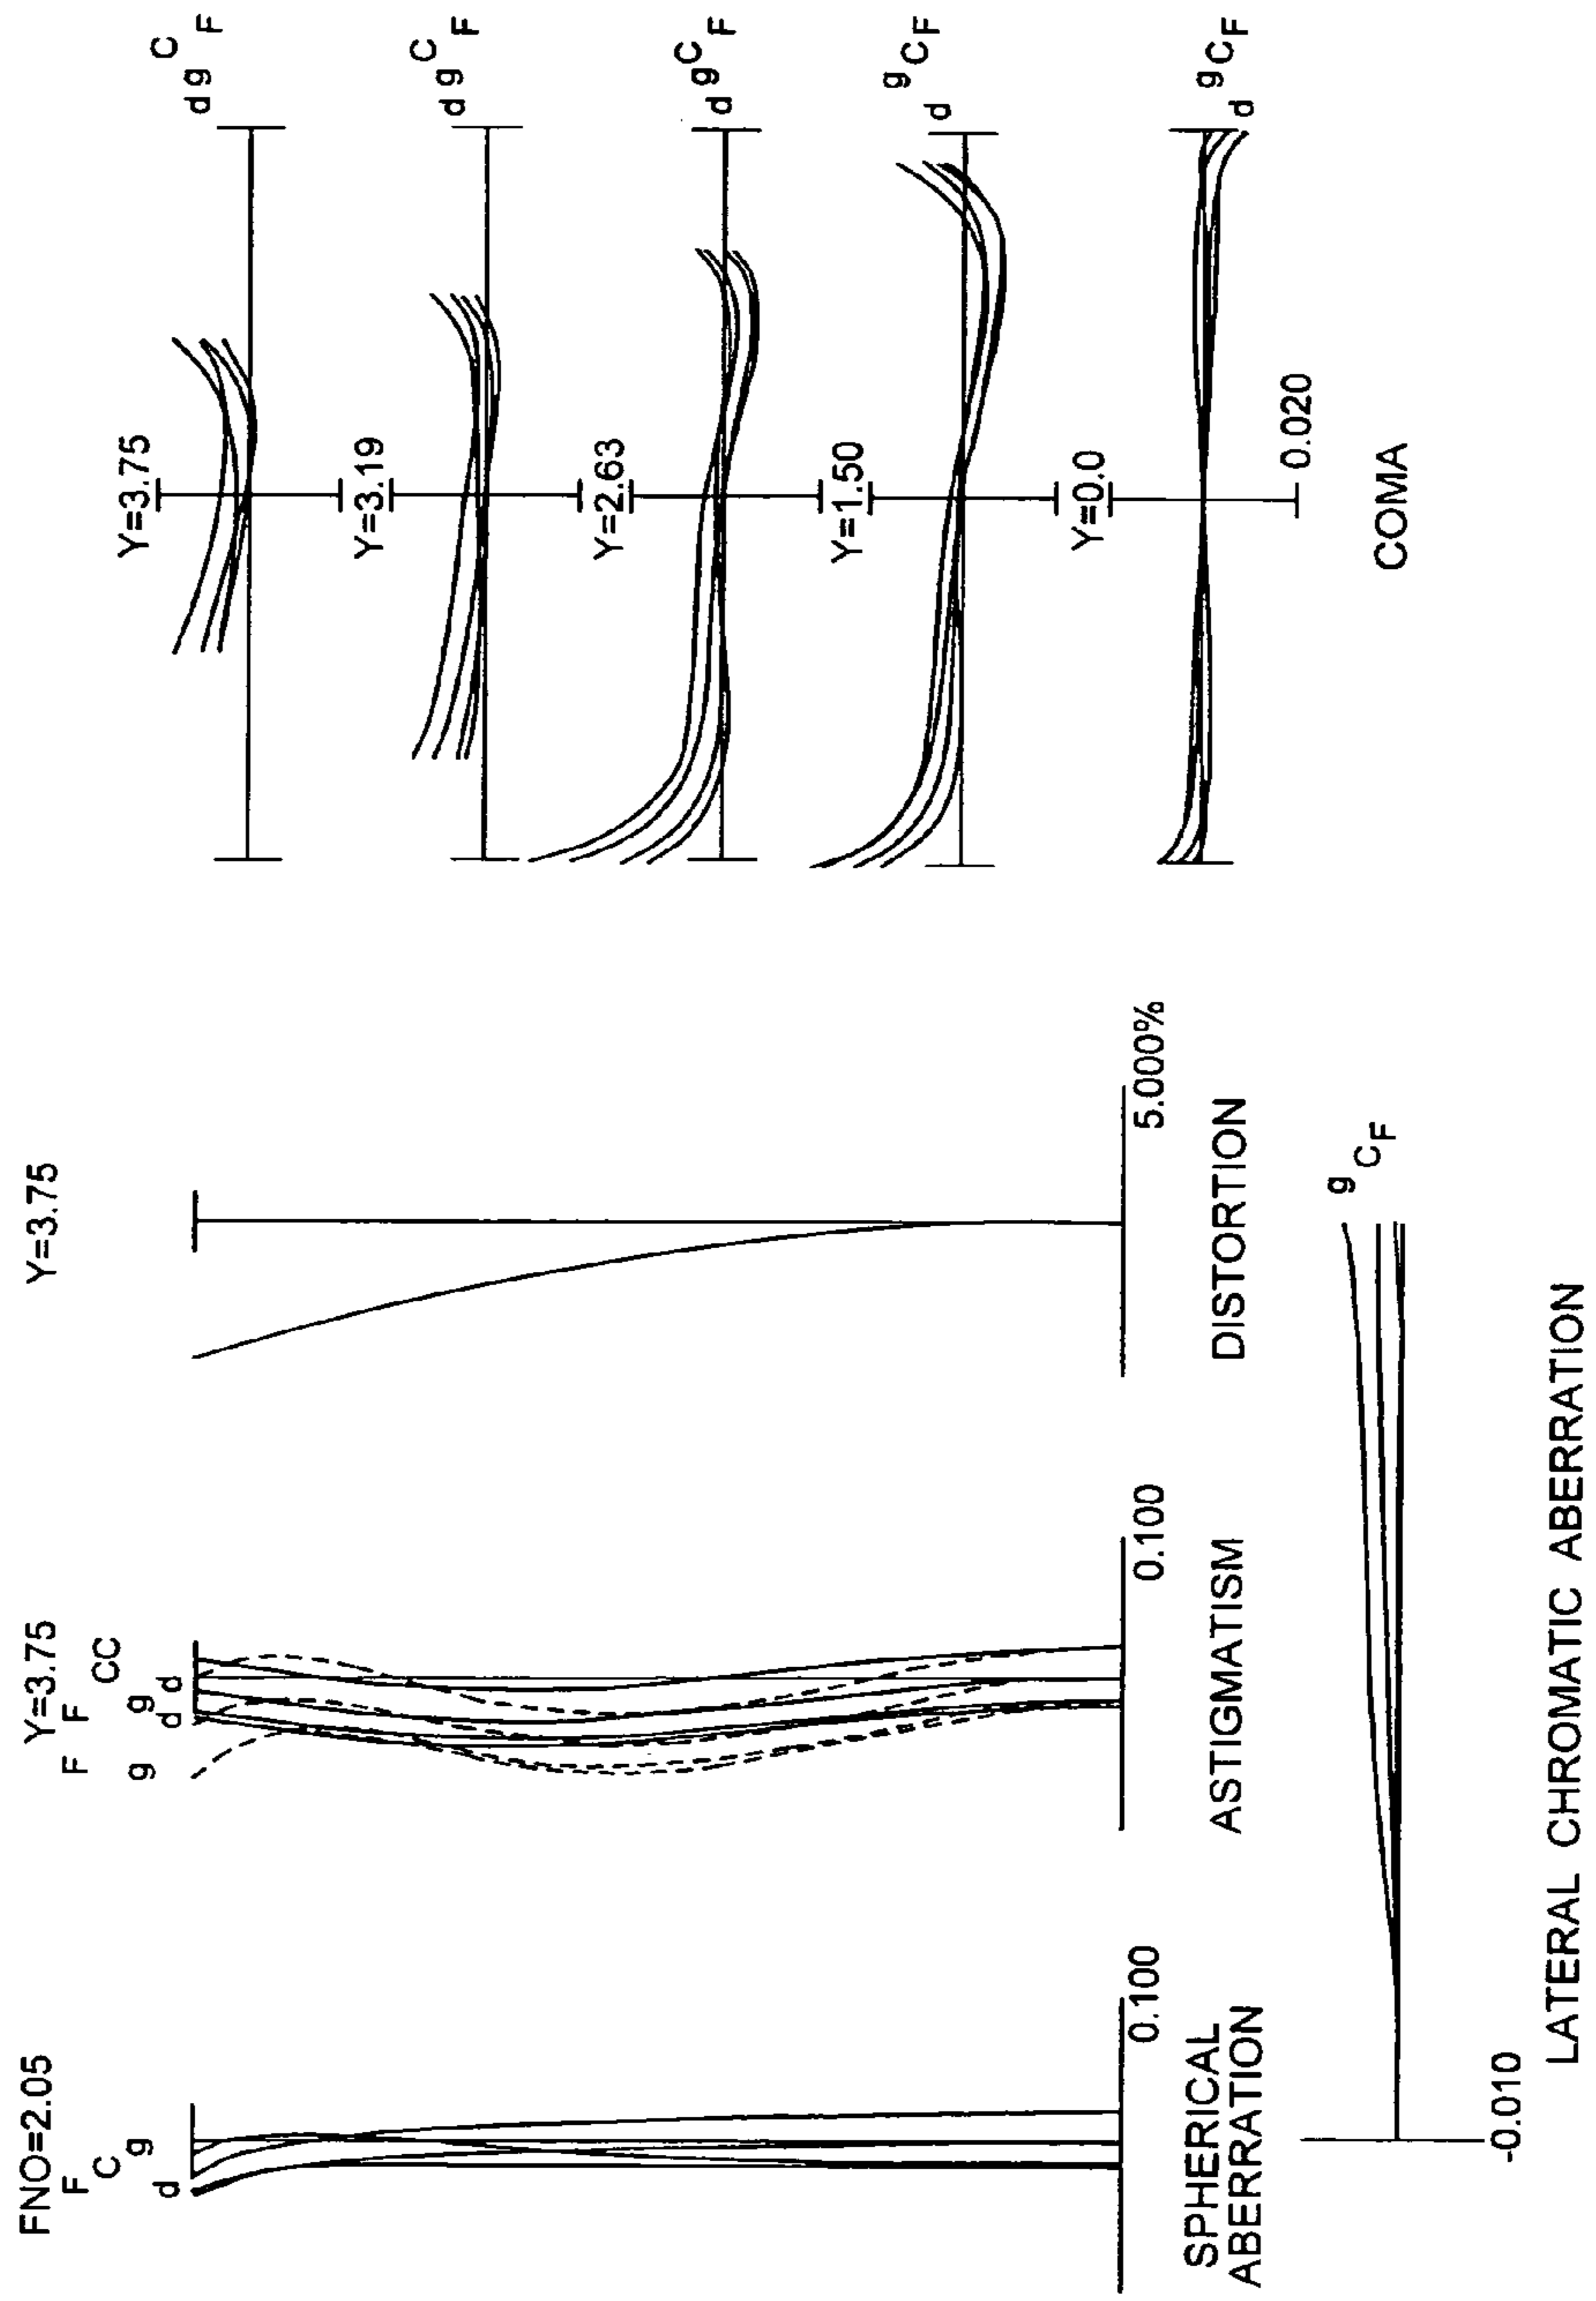 FNO=2.05
F
C
g
d
0.100
SPHERICAL
ABERRATION
Y=3.75
F
F
CC
g
d
g
d
0.100
ASTIGMATISM
Y=3.75
5.000%
DISTORTION
g
C
F
-0.010
LATERAL CHROMATIC ABERRATION
Y=3.75
d
g
C
F
Y=3.19
d
g
C
F
Y=2.63
d
g
C
F
Y=1.50
d
g
C
F
Y=0.0
d
g
C
F
0.020
COMA